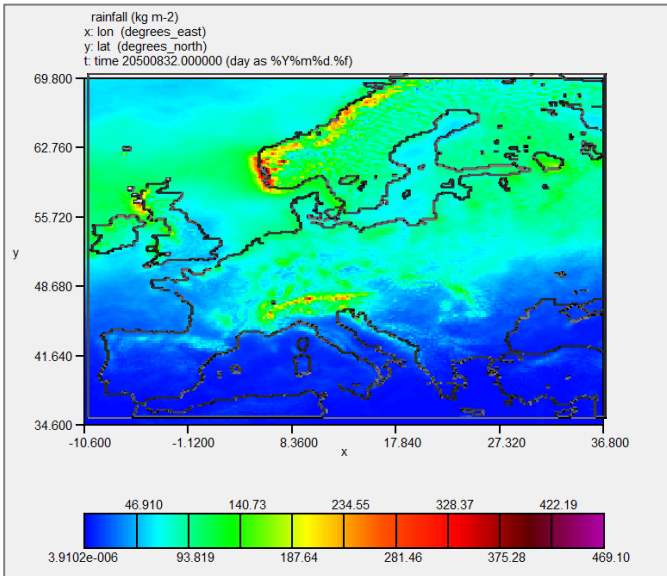 rainfall (kg m-2)
x: lon (degrees_east)
y: lat (degrees_north)
t: time 20500832.000000 (day as %Y%m%d.%f)
69.800
62.760
55.720
y
48.680
41.640
34.600
-10.600 -1.1200 8.3600 17.840 27.320 36.800
x
46.910 140.73 234.55 328.37 422.19
3.9102e-006 93.819 187.64 281.46 375.28 469.10